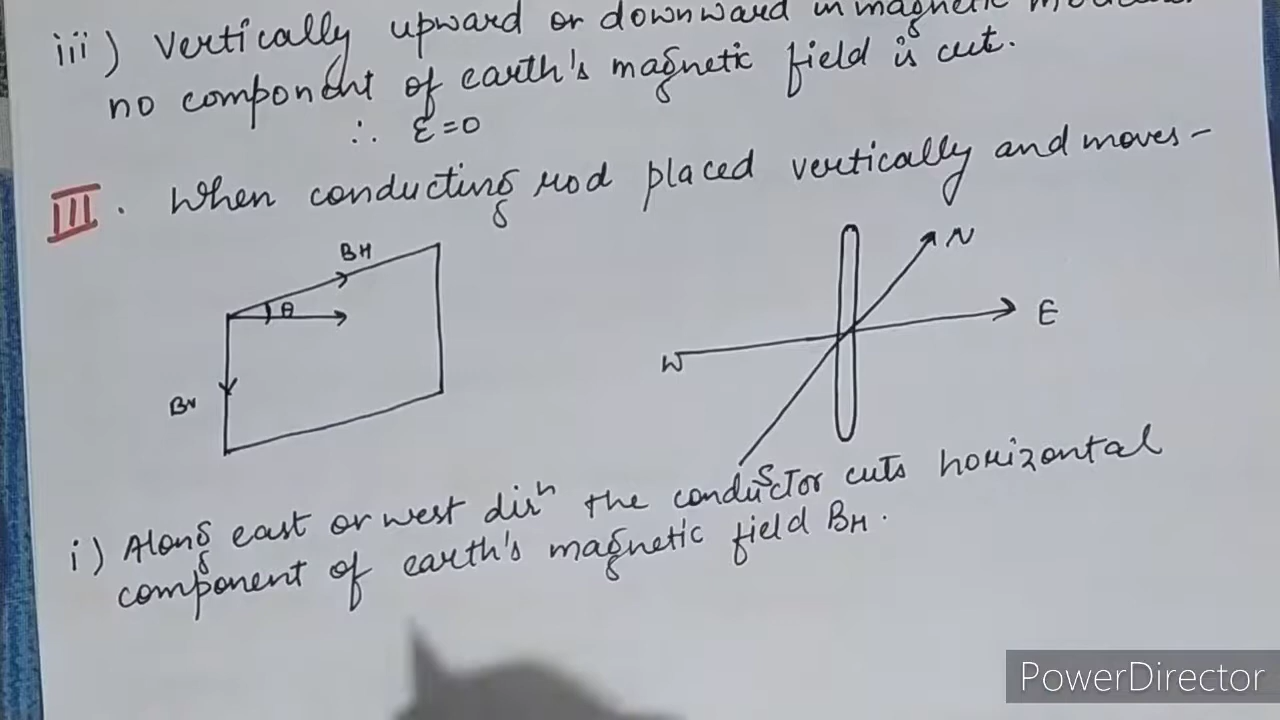 iii) Vertically upward or downward in magnetic
no component of earth's magnetic field is cut.
∴ ε=0
III. When conducting rod placed vertically and moves-
BH
θ
Bv
N
E
W
S
i) Along east or west dirⁿ the conductor cuts horizontal
component of earth's magnetic field BH.
PowerDirector